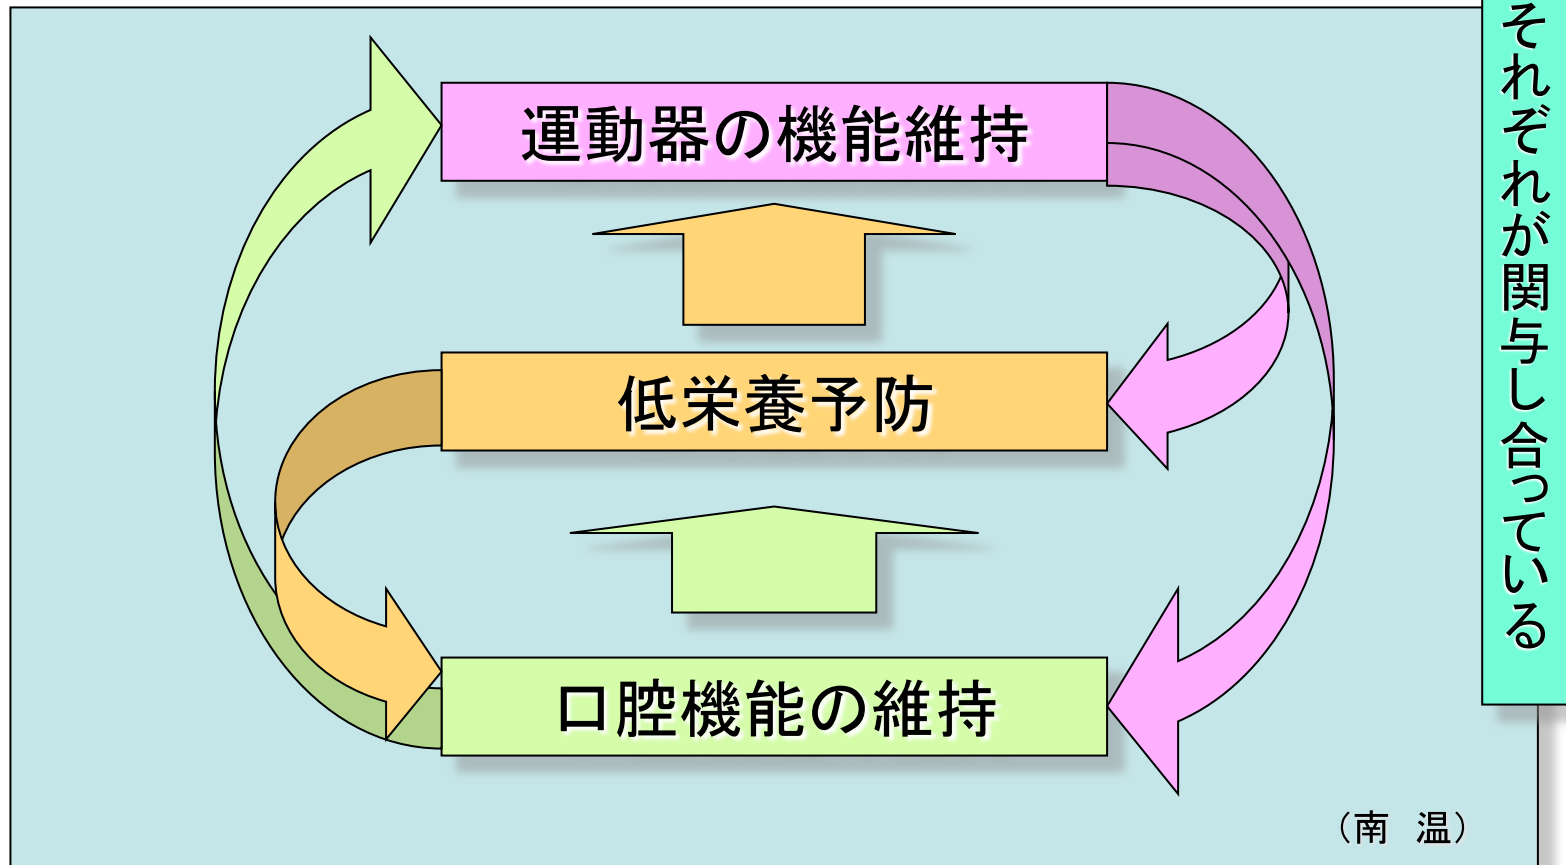 それぞれが関与し合っている
運動器の機能維持
低栄養予防
口腔機能の維持
（南　温）